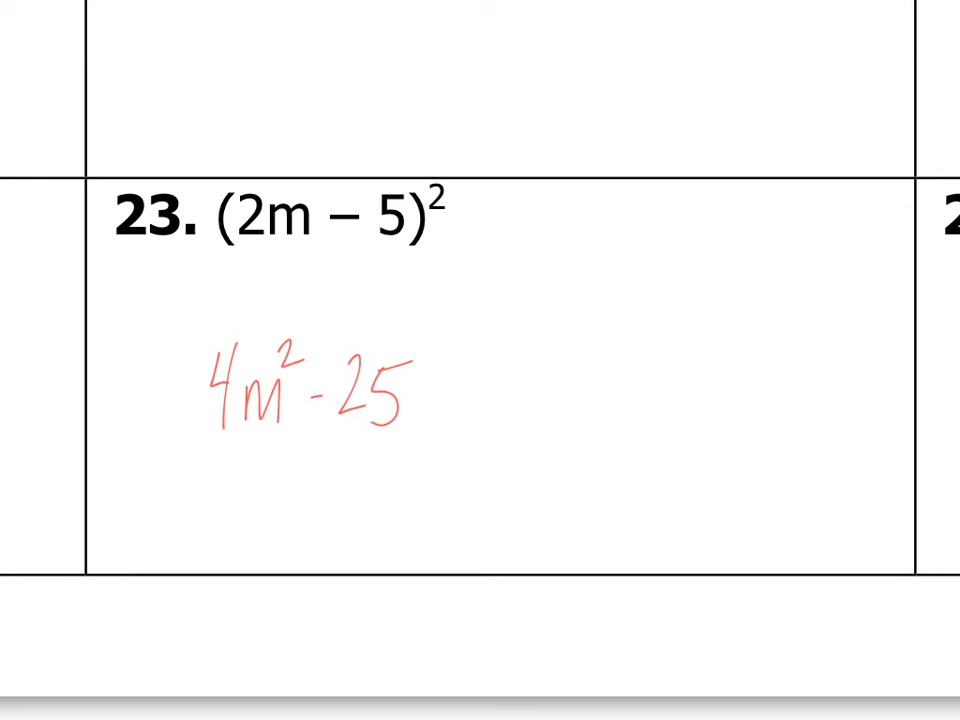 23. (2m – 5)²
4m² - 25